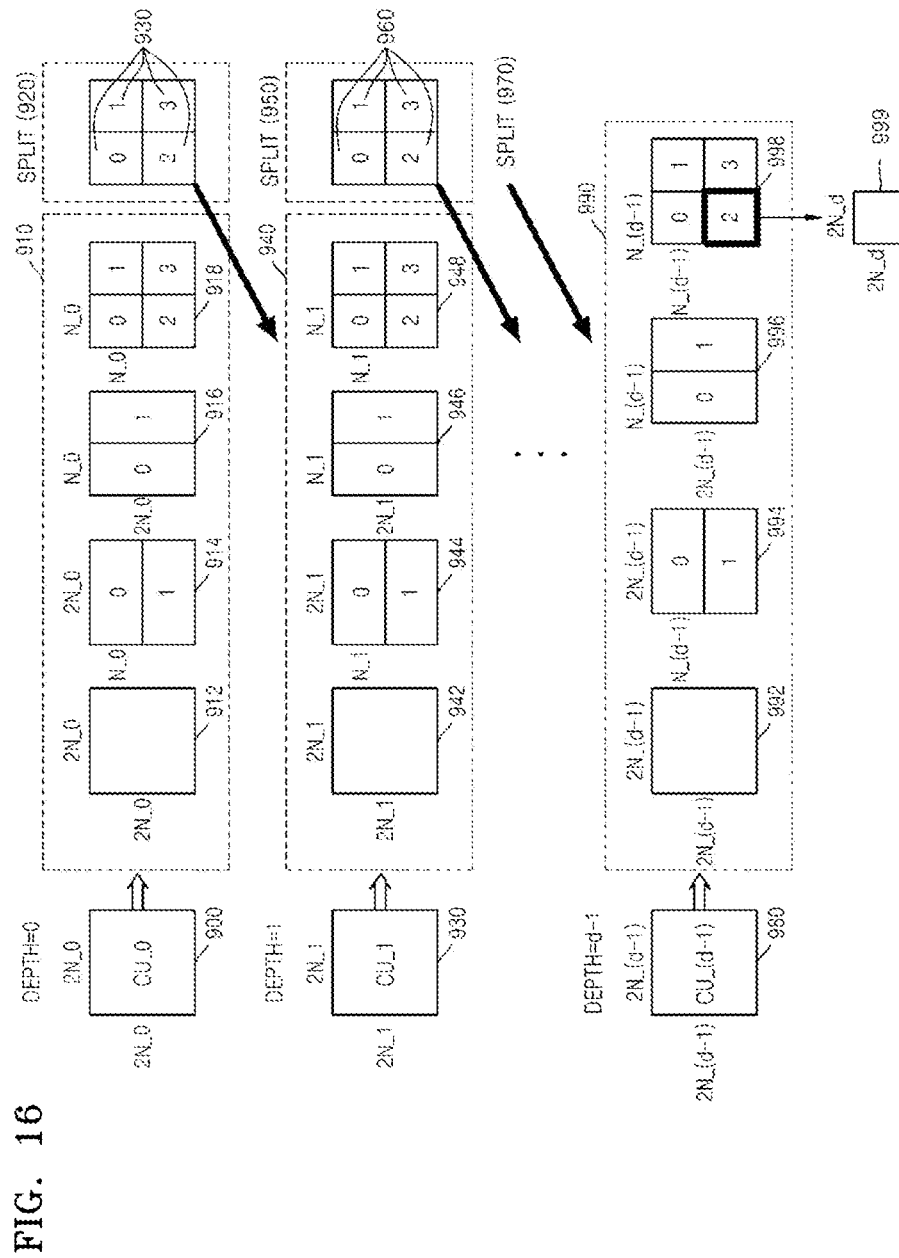 FIG. 16
DEPTH=0
2N_0
2N_0
CU_0
900
910
2N_0
2N_0
912
2N_0
N_0
0
1
914
N_0
2N_0
0
1
916
N_0
N_0
0
1
2
3
918
SPLIT (920)
0
1
2
3
930
DEPTH=1
2N_1
2N_1
CU_1
930
940
2N_1
2N_1
942
2N_1
N_1
0
1
944
N_1
2N_1
0
1
946
N_1
N_1
0
1
2
3
948
SPLIT (950)
0
1
2
3
960
SPLIT (970)
DEPTH=d-1
2N_(d-1)
2N_(d-1)
CU_(d-1)
980
990
2N_(d-1)
2N_(d-1)
992
2N_(d-1)
N_(d-1)
0
1
994
N_(d-1)
2N_(d-1)
0
1
996
N_(d-1)
N_(d-1)
0
1
2
3
998
2N_d
2N_d
999